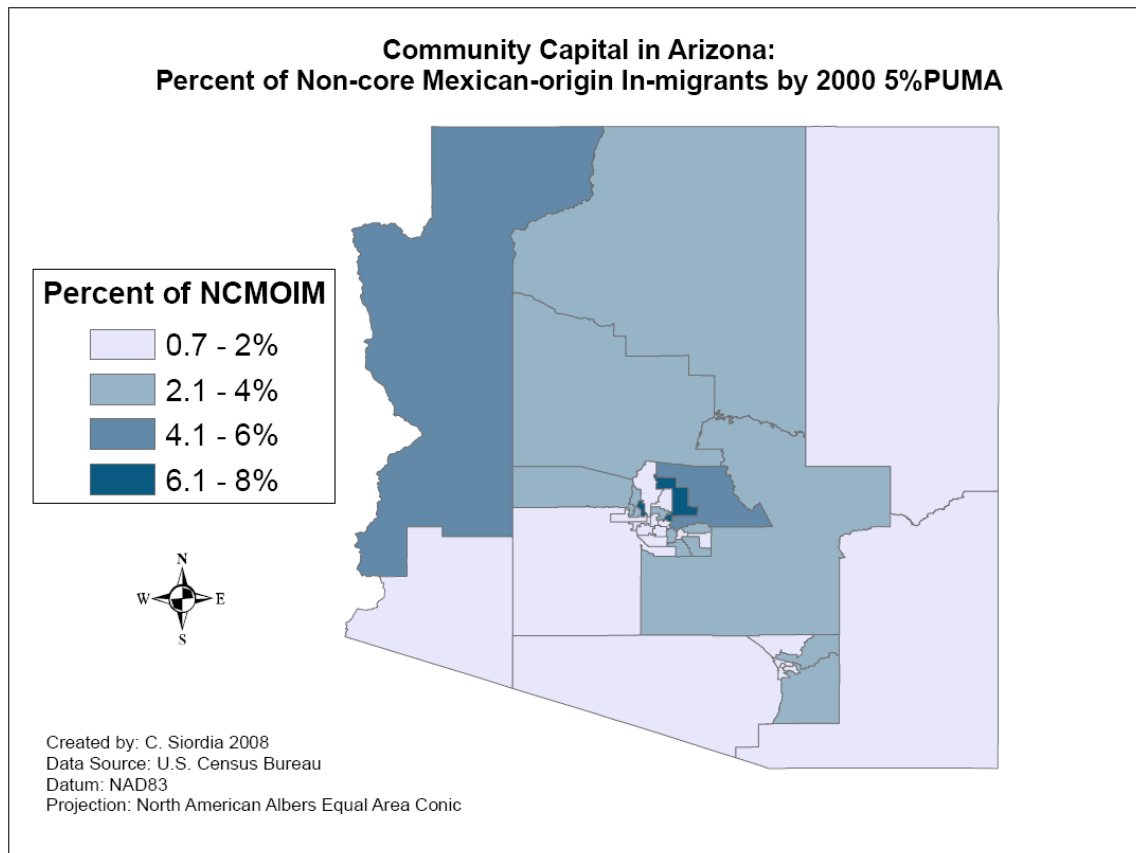 Community Capital in Arizona:
Percent of Non-core Mexican-origin In-migrants by 2000 5%PUMA
Percent of NCMOIM
0.7 - 2%
2.1 - 4%
4.1 - 6%
6.1 - 8%
N
W E
S
Created by: C. Siordia 2008
Data Source: U.S. Census Bureau
Datum: NAD83
Projection: North American Albers Equal Area Conic